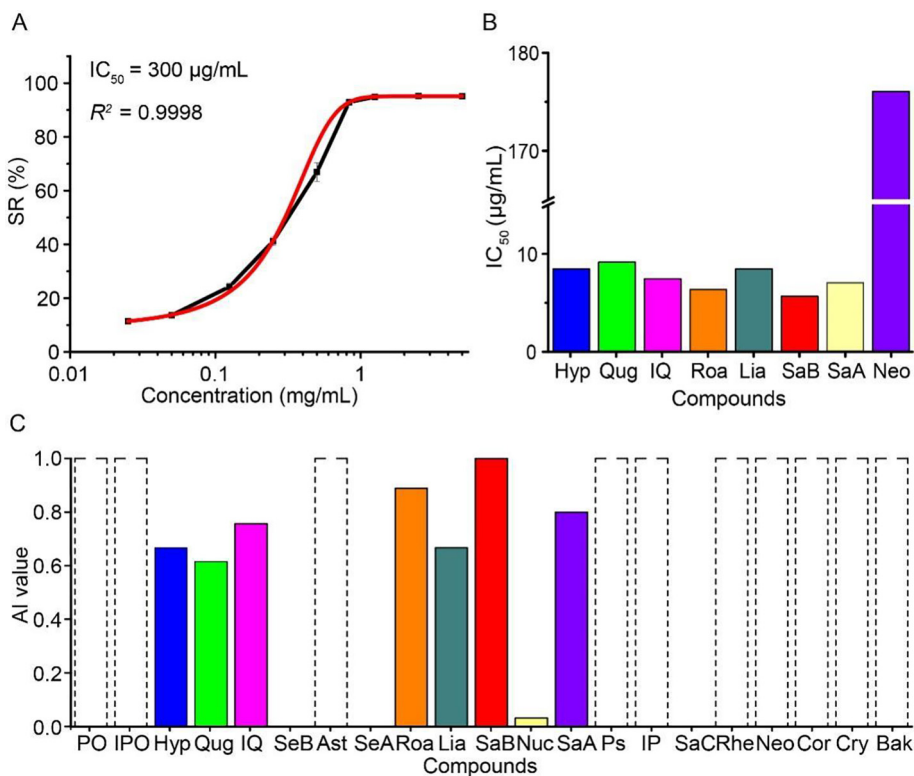 A
IC50 = 300 µg/mL
R² = 0.9998
SR (%)
100
80
60
40
20
0
0.01 0.1 1
Concentration (mg/mL)
B
IC50 (µg/mL)
180
170
10
0
Hyp Qug IQ Roa Lia SaB SaA Neo
Compounds
C
AI value
1.0
0.8
0.6
0.4
0.2
0.0
PO IPO Hyp Qug IQ SeB Ast SeA Roa Lia SaB Nuc SaA Ps IP SaC Rhe Neo Cor Cry Bak
Compounds